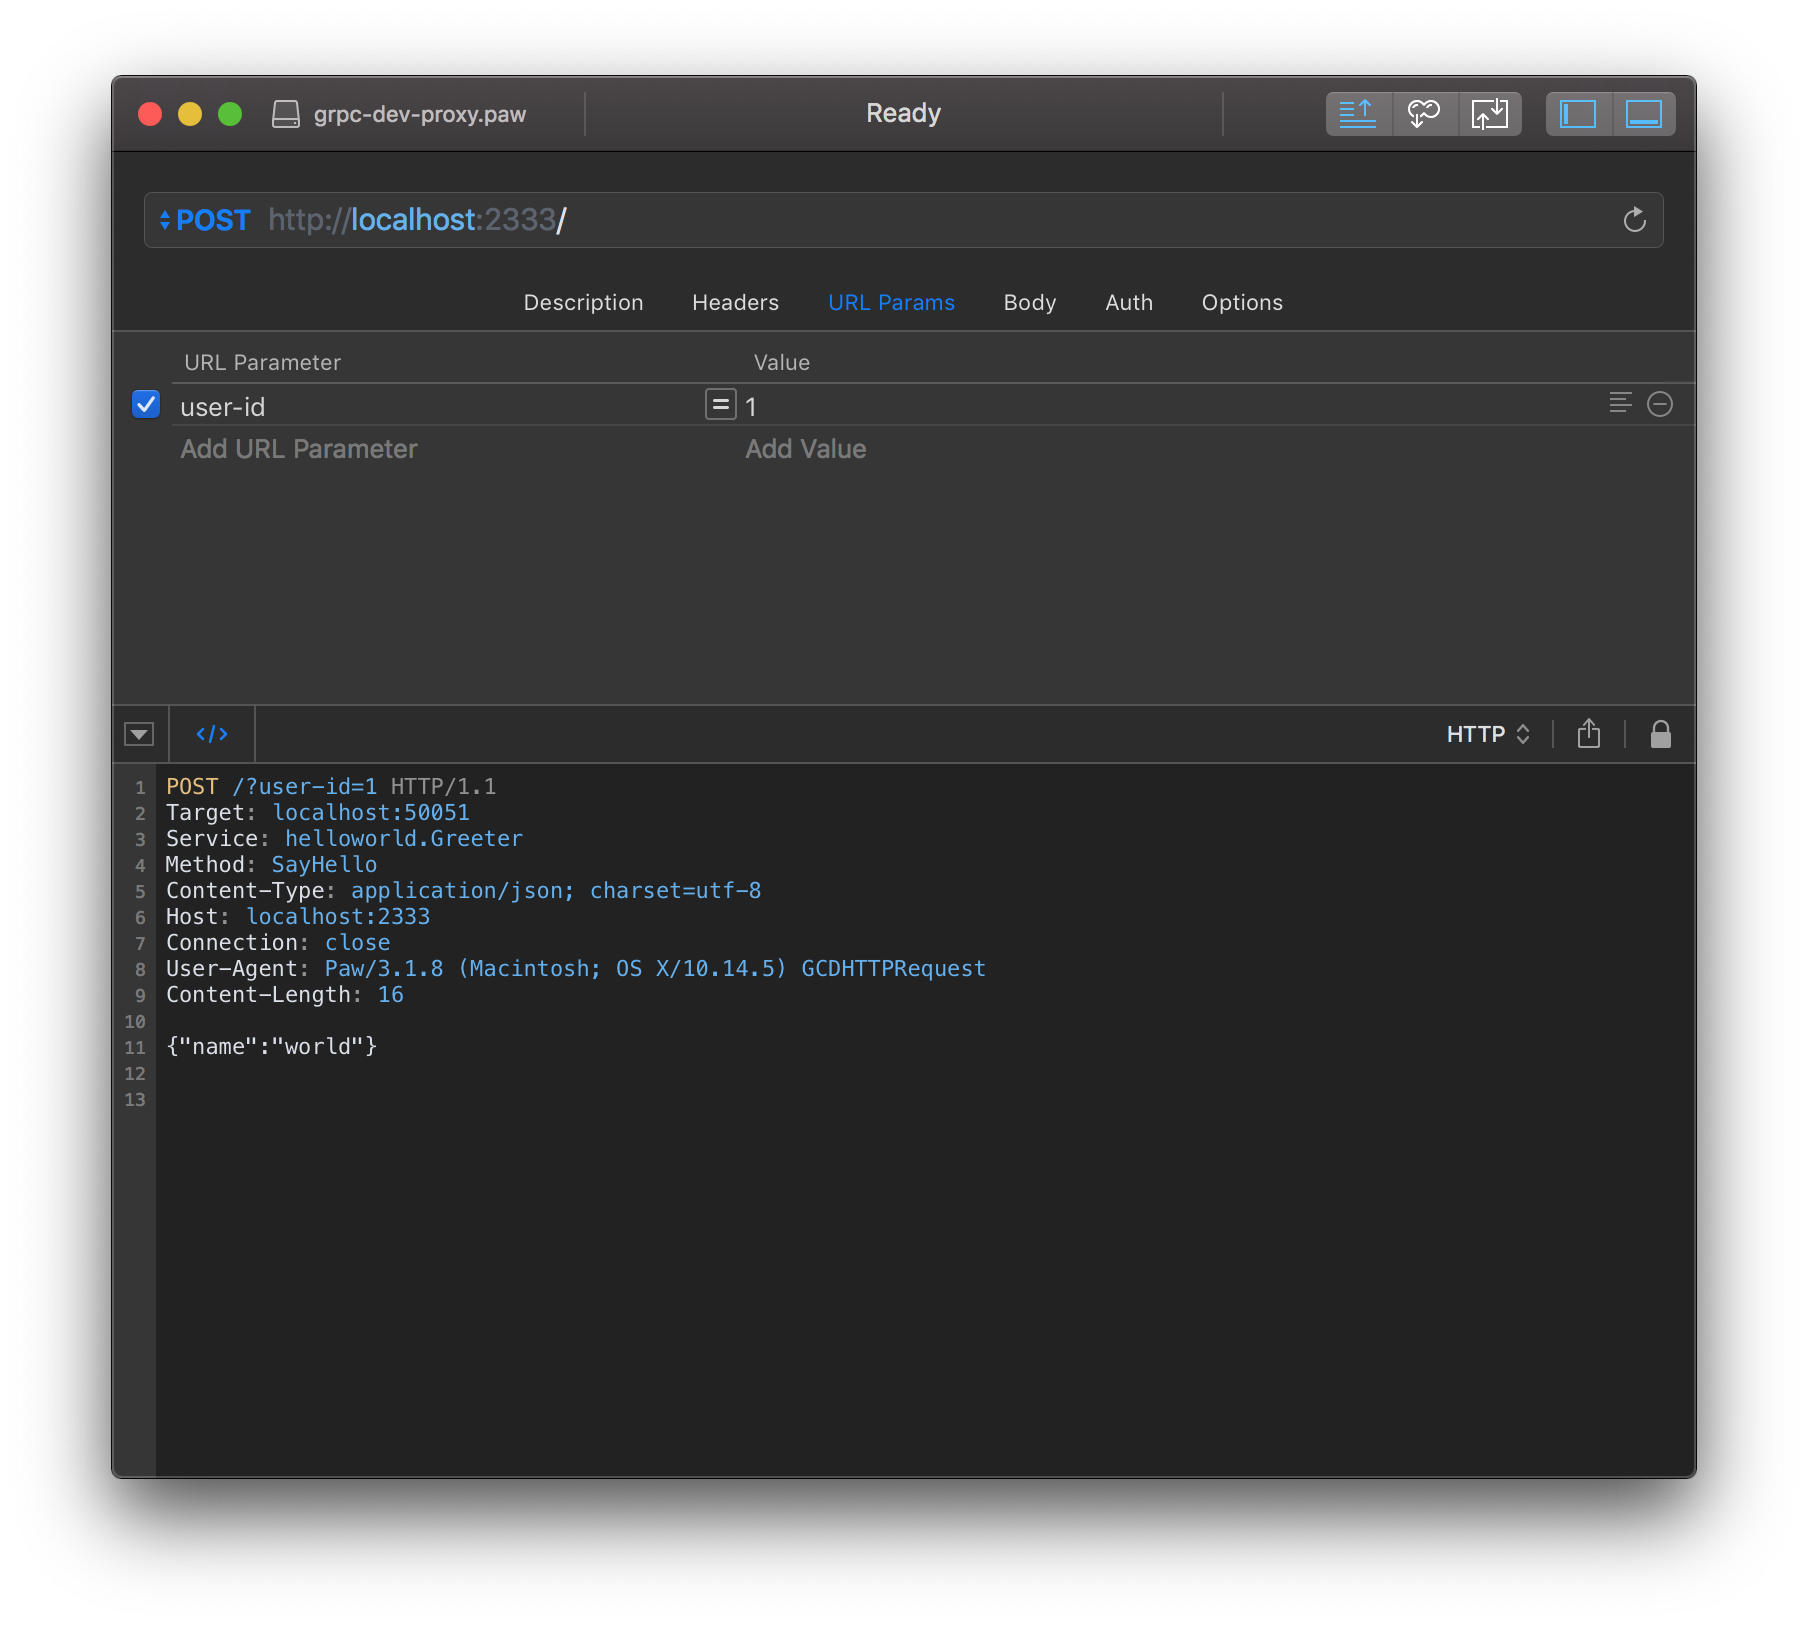 grpc-dev-proxy.paw
Ready
POST http://localhost:2333/
Description Headers URL Params Body Auth Options
URL Parameter Value
user-id = 1
Add URL Parameter Add Value
</> HTTP
1 POST /?user-id=1 HTTP/1.1
2 Target: localhost:50051
3 Service: helloworld.Greeter
4 Method: SayHello
5 Content-Type: application/json; charset=utf-8
6 Host: localhost:2333
7 Connection: close
8 User-Agent: Paw/3.1.8 (Macintosh; OS X/10.14.5) GCDHTTPRequest
9 Content-Length: 16
10
11 {"name":"world"}
12
13